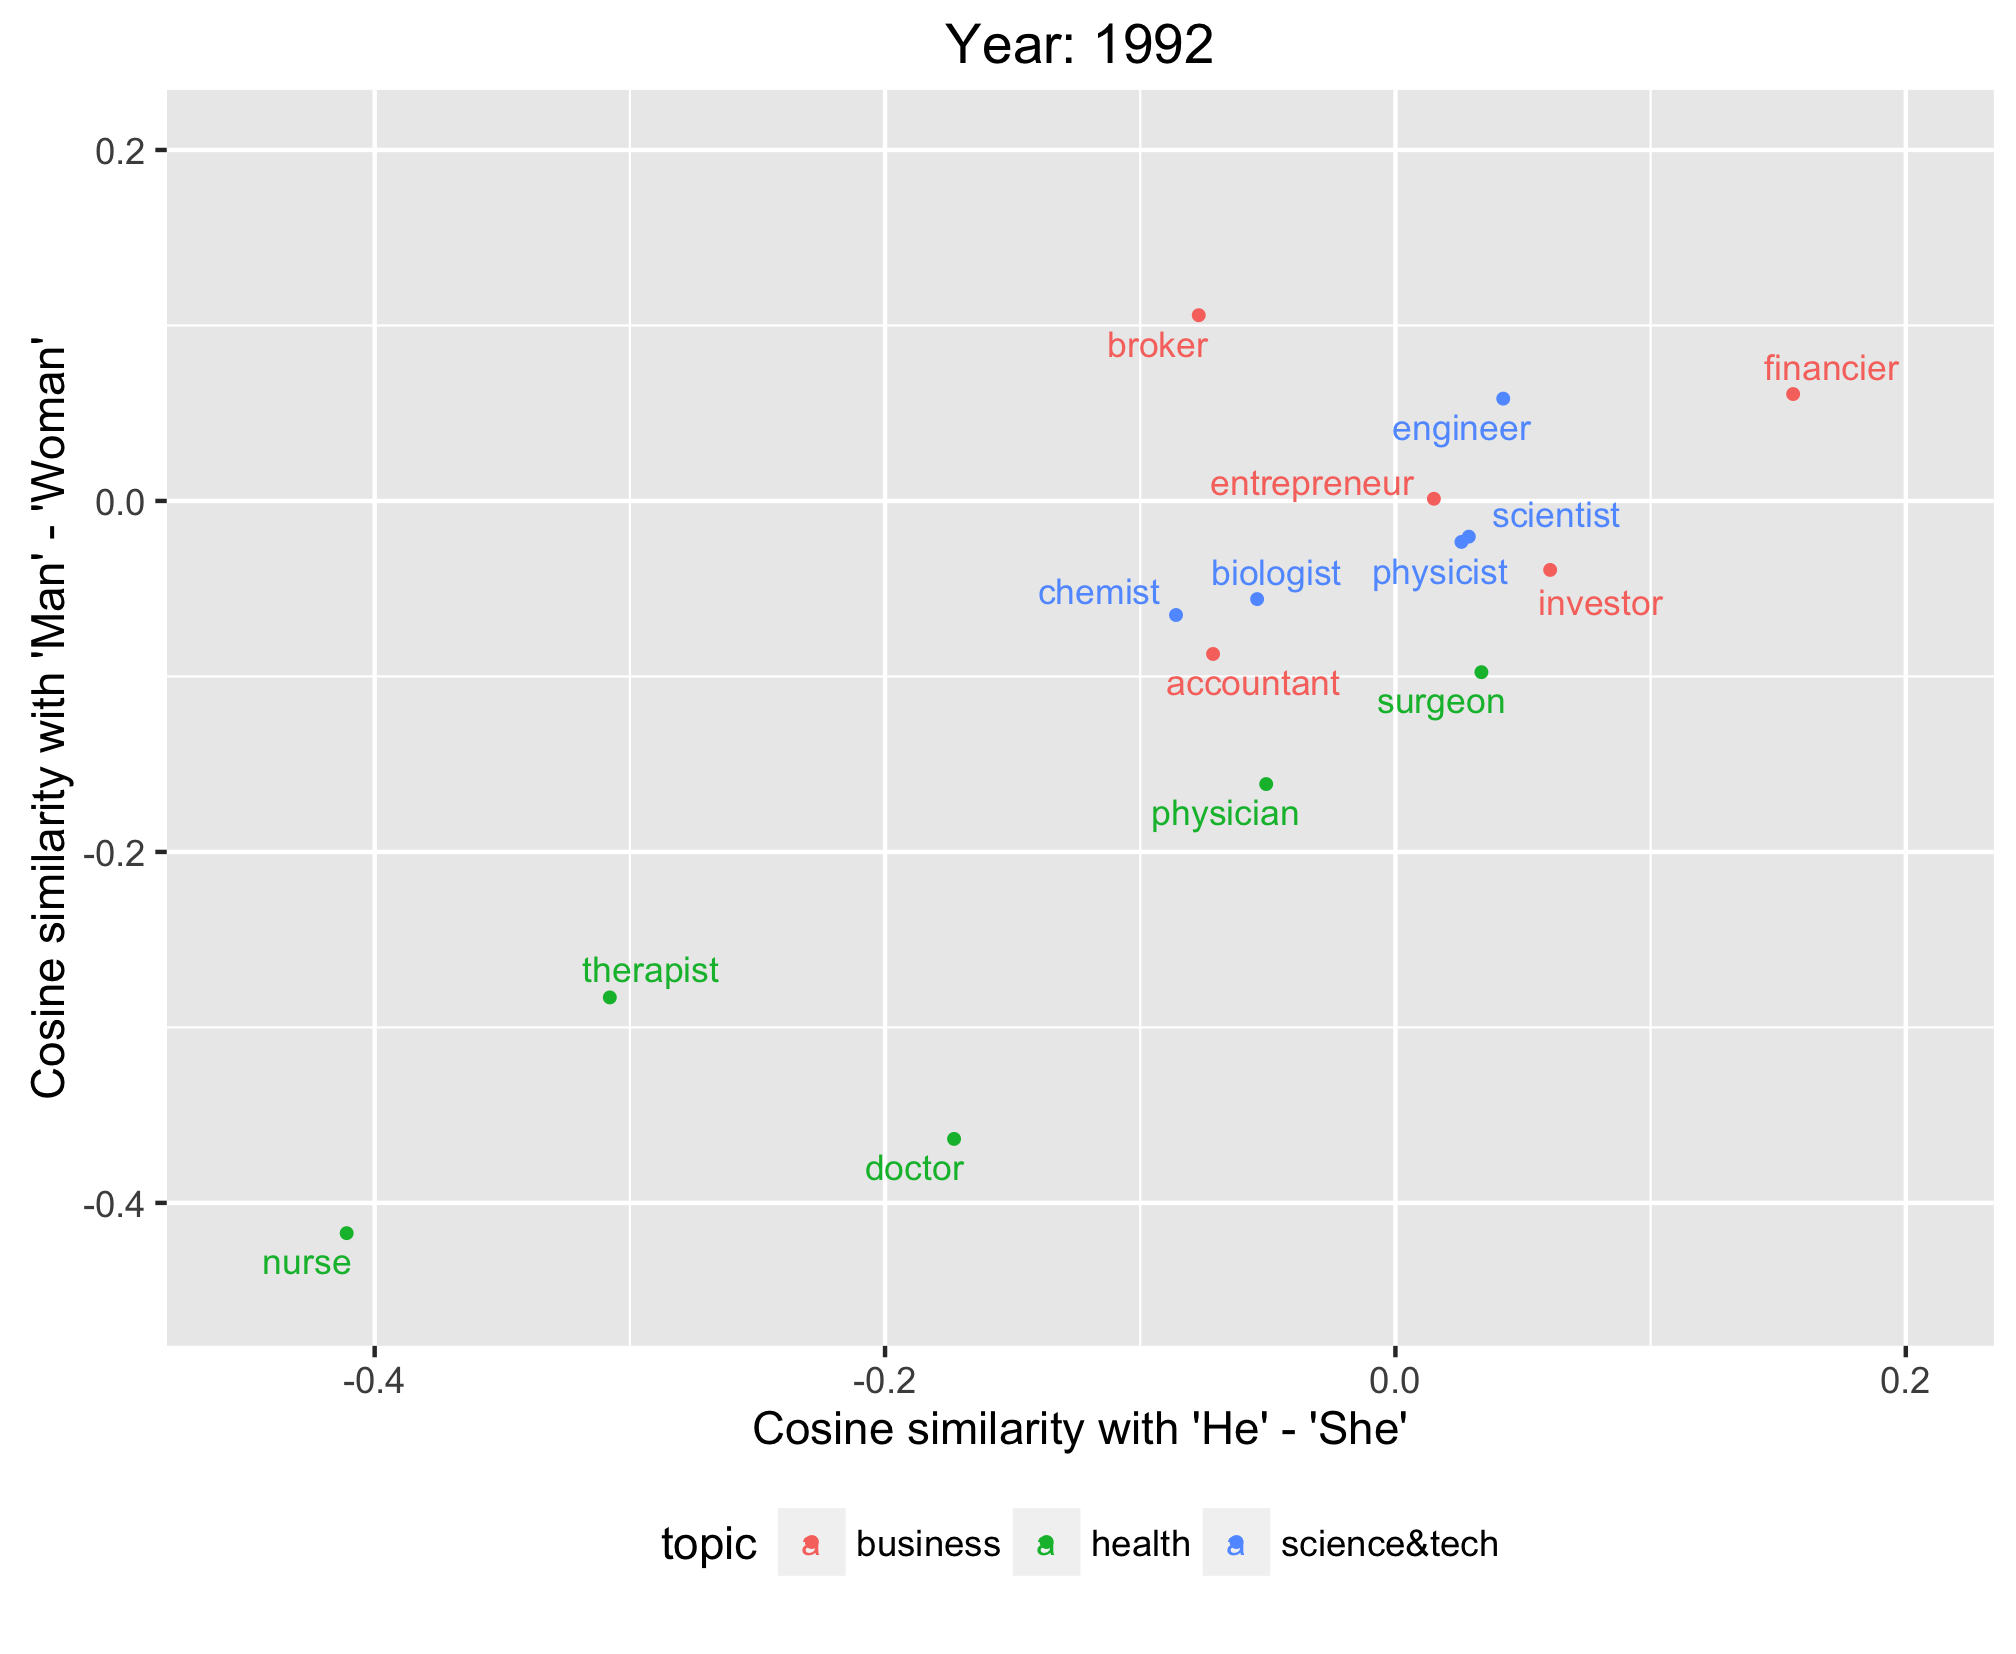 Year: 1992
Cosine similarity with 'Man' - 'Woman'
0.2
0.0
-0.2
-0.4
broker
financier
engineer
entrepreneur
scientist
physicist
biologist
chemist
investor
accountant
surgeon
physician
therapist
doctor
nurse
-0.4 -0.2 0.0 0.2
Cosine similarity with 'He' - 'She'
topic a business a health a science&tech